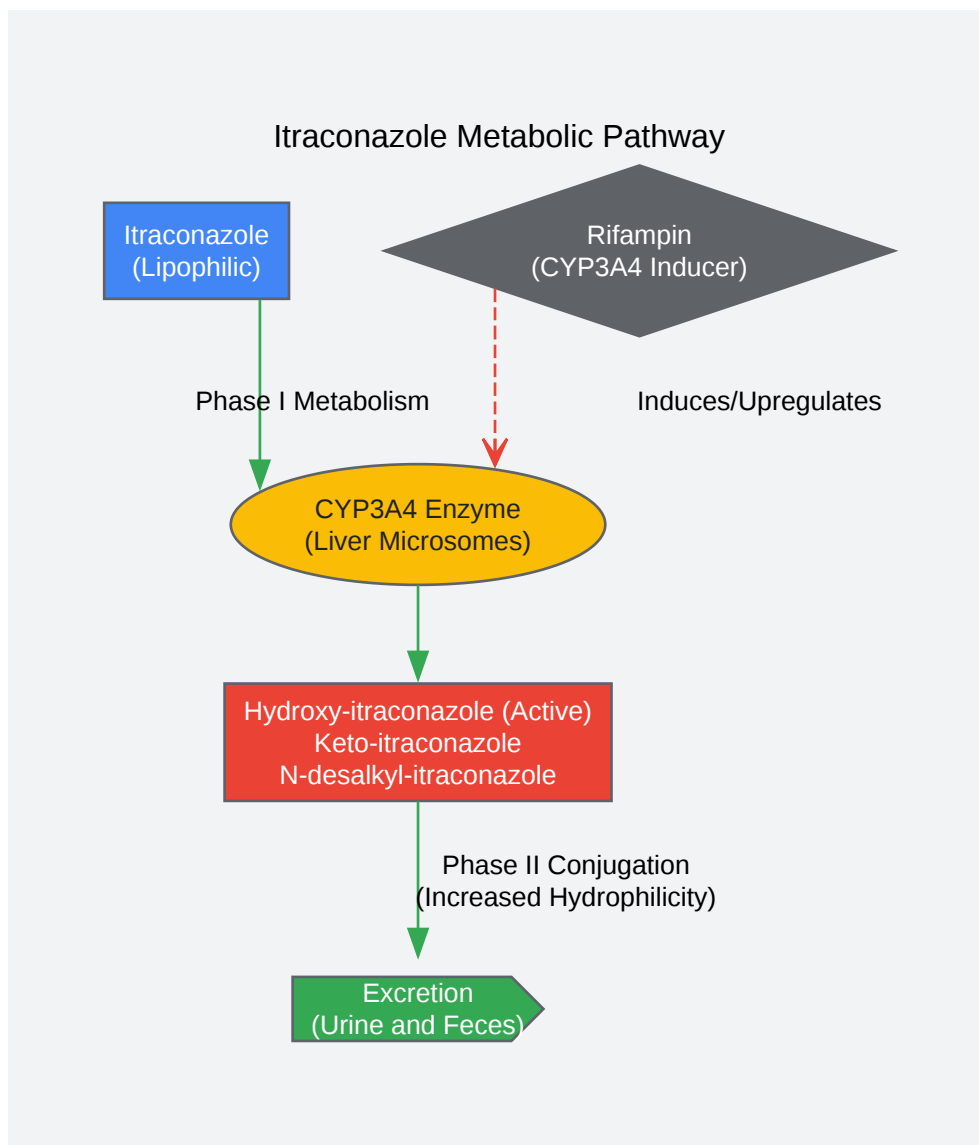 Itraconazole Metabolic Pathway
Itraconazole
(Lipophilic)
Rifampin
(CYP3A4 Inducer)
Phase I Metabolism
Induces/Upregulates
CYP3A4 Enzyme
(Liver Microsomes)
Hydroxy-itraconazole (Active)
Keto-itraconazole
N-desalkyl-itraconazole
Phase II Conjugation
(Increased Hydrophilicity)
Excretion
(Urine and Feces)